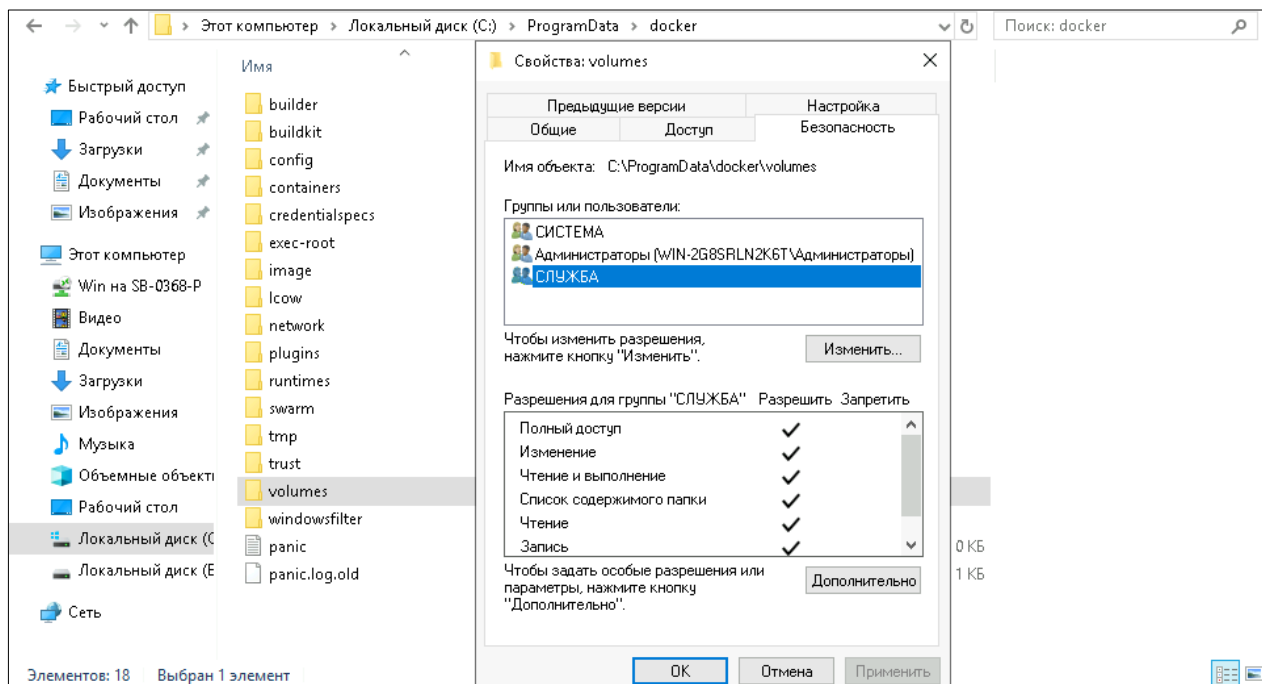 Этот компьютер > Локальный диск (C:) > ProgramData > docker
Поиск: docker
Быстрый доступ
Рабочий стол
Загрузки
Документы
Изображения
Этот компьютер
Win на SB-0368-P
Видео
Документы
Загрузки
Изображения
Музыка
Объемные объекты
Рабочий стол
Локальный диск (C
Локальный диск (E
Сеть
Имя
builder
buildkit
config
containers
credentialspecs
exec-root
image
lcow
network
plugins
runtimes
swarm
tmp
trust
volumes
windowsfilter
panic
panic.log.old
0 КБ
1 КБ
Свойства: volumes
Предыдущие версии
Настройка
Общие
Доступ
Безопасность
Имя объекта: C:\ProgramData\docker\volumes
Группы или пользователи:
СИСТЕМА
Администраторы (WIN-2G8SRLN2K6T\Администраторы)
СЛУЖБА
Чтобы изменить разрешения,
нажмите кнопку "Изменить".
Изменить...
Разрешения для группы "СЛУЖБА" Разрешить Запретить
Полный доступ
Изменение
Чтение и выполнение
Список содержимого папки
Чтение
Запись
Чтобы задать особые разрешения или
параметры, нажмите кнопку
"Дополнительно".
Дополнительно
OK
Отмена
Применить
Элементов: 18 Выбран 1 элемент